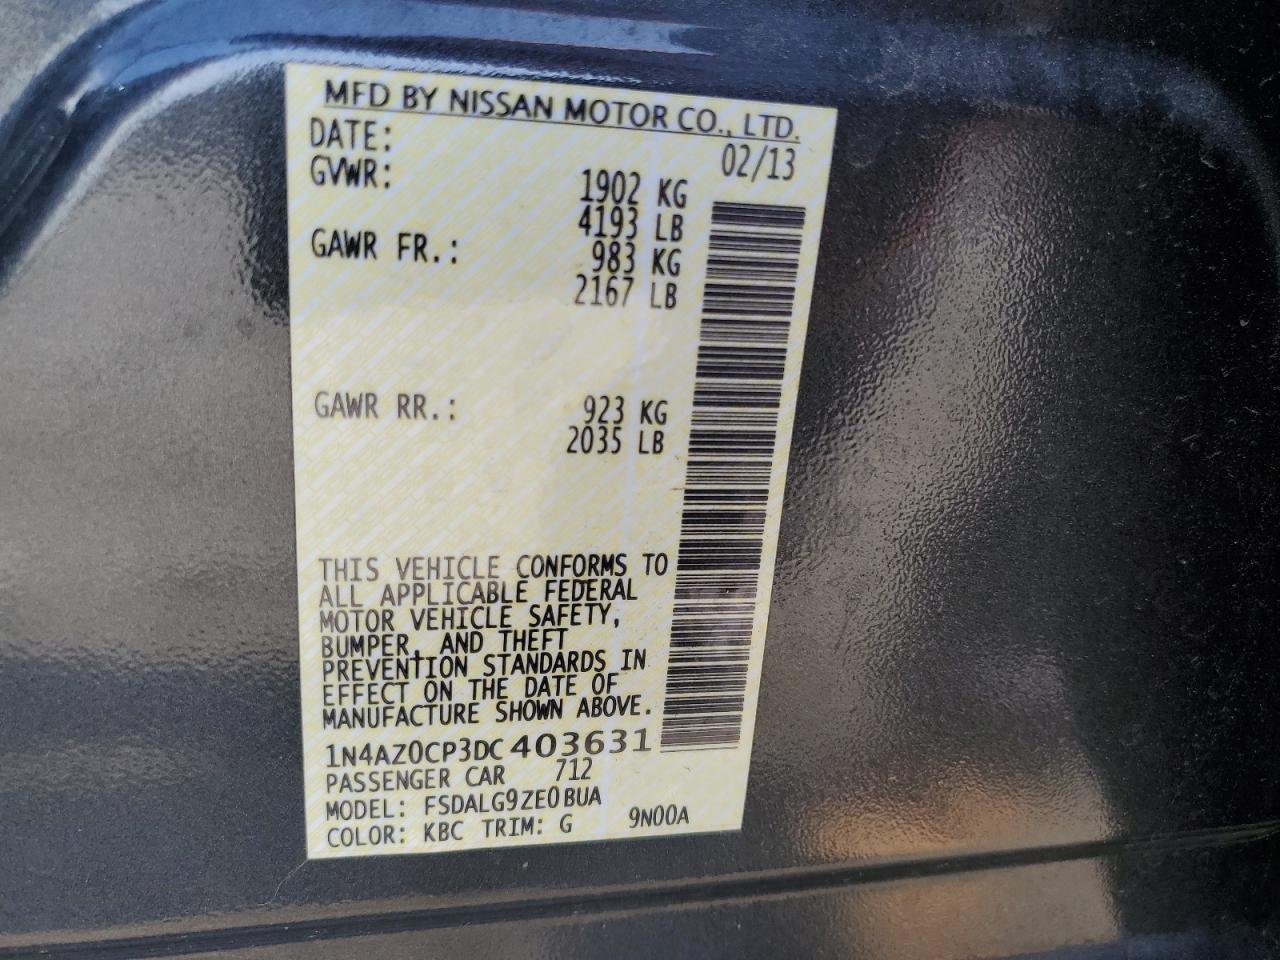 MFD BY NISSAN MOTOR CO., LTD.
DATE: 02/13
GVWR: 1902 KG
4193 LB
GAWR FR.: 983 KG
2167 LB
GAWR RR.: 923 KG
2035 LB
THIS VEHICLE CONFORMS TO
ALL APPLICABLE FEDERAL
MOTOR VEHICLE SAFETY,
BUMPER, AND THEFT
PREVENTION STANDARDS IN
EFFECT ON THE DATE OF
MANUFACTURE SHOWN ABOVE.
1N4AZ0CP3DC403631
PASSENGER CAR 712
MODEL: FSDALG9ZE0BUA
COLOR: KBC TRIM: G 9N00A